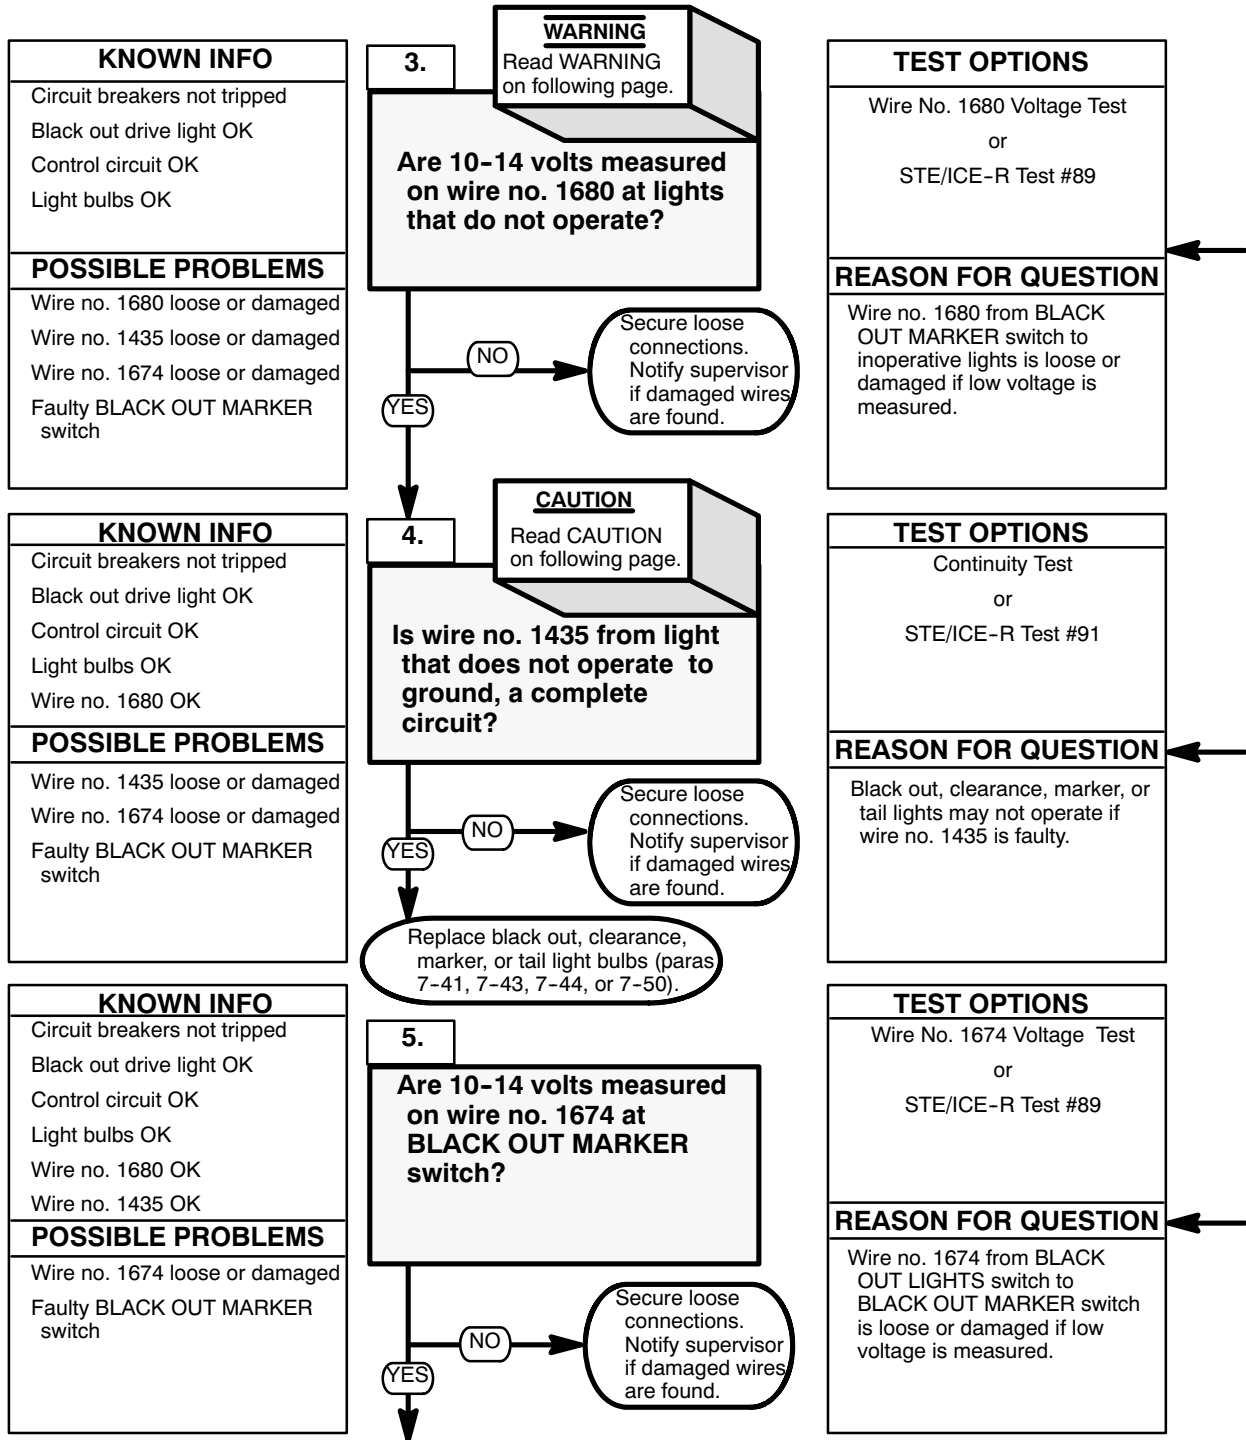 KNOWN INFO
Circuit breakers not tripped
Black out drive light OK
Control circuit OK
Light bulbs OK
POSSIBLE PROBLEMS
Wire no. 1680 loose or damaged
Wire no. 1435 loose or damaged
Wire no. 1674 loose or damaged
Faulty BLACK OUT MARKER
switch
3.
WARNING
Read WARNING
on following page.
Are 10-14 volts measured
on wire no. 1680 at lights
that do not operate?
NO
Secure loose
connections.
Notify supervisor
if damaged wires
are found.
YES
TEST OPTIONS
Wire No. 1680 Voltage Test
or
STE/ICE-R Test #89
REASON FOR QUESTION
Wire no. 1680 from BLACK
OUT MARKER switch to
inoperative lights is loose or
damaged if low voltage is
measured.
KNOWN INFO
Circuit breakers not tripped
Black out drive light OK
Control circuit OK
Light bulbs OK
Wire no. 1680 OK
POSSIBLE PROBLEMS
Wire no. 1435 loose or damaged
Wire no. 1674 loose or damaged
Faulty BLACK OUT MARKER
switch
4.
CAUTION
Read CAUTION
on following page.
Is wire no. 1435 from light
that does not operate to
ground, a complete
circuit?
NO
Secure loose
connections.
Notify supervisor
if damaged wires
are found.
YES
Replace black out, clearance,
marker, or tail light bulbs (paras
7-41, 7-43, 7-44, or 7-50).
TEST OPTIONS
Continuity Test
or
STE/ICE-R Test #91
REASON FOR QUESTION
Black out, clearance, marker, or
tail lights may not operate if
wire no. 1435 is faulty.
KNOWN INFO
Circuit breakers not tripped
Black out drive light OK
Control circuit OK
Light bulbs OK
Wire no. 1680 OK
Wire no. 1435 OK
POSSIBLE PROBLEMS
Wire no. 1674 loose or damaged
Faulty BLACK OUT MARKER
switch
5.
Are 10-14 volts measured
on wire no. 1674 at
BLACK OUT MARKER
switch?
NO
Secure loose
connections.
Notify supervisor
if damaged wires
are found.
YES
TEST OPTIONS
Wire No. 1674 Voltage Test
or
STE/ICE-R Test #89
REASON FOR QUESTION
Wire no. 1674 from BLACK
OUT LIGHTS switch to
BLACK OUT MARKER switch
is loose or damaged if low
voltage is measured.